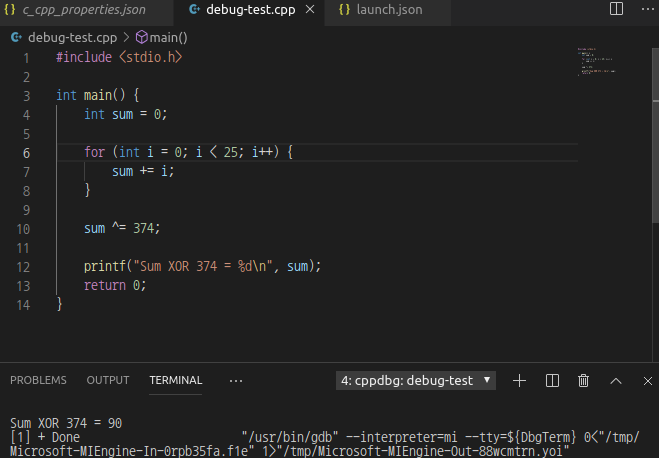 {} c_cpp_properties.json debug-test.cpp × {} launch.json ···
debug-test.cpp > main()
1 #include <stdio.h>
2
3 int main() {
4 int sum = 0;
5
6 for (int i = 0; i < 25; i++) {
7 sum += i;
8 }
9
10 sum ^= 374;
11
12 printf("Sum XOR 374 = %d\n", sum);
13 return 0;
14 }
PROBLEMS OUTPUT TERMINAL ··· 4: cppdbg: debug-test
Sum XOR 374 = 90
[1] + Done "/usr/bin/gdb" --interpreter=mi --tty=${DbgTerm} 0<"/tmp/
Microsoft-MIEngine-In-0rpb35fa.f1e" 1>"/tmp/Microsoft-MIEngine-Out-88wcmtrn.yoi"